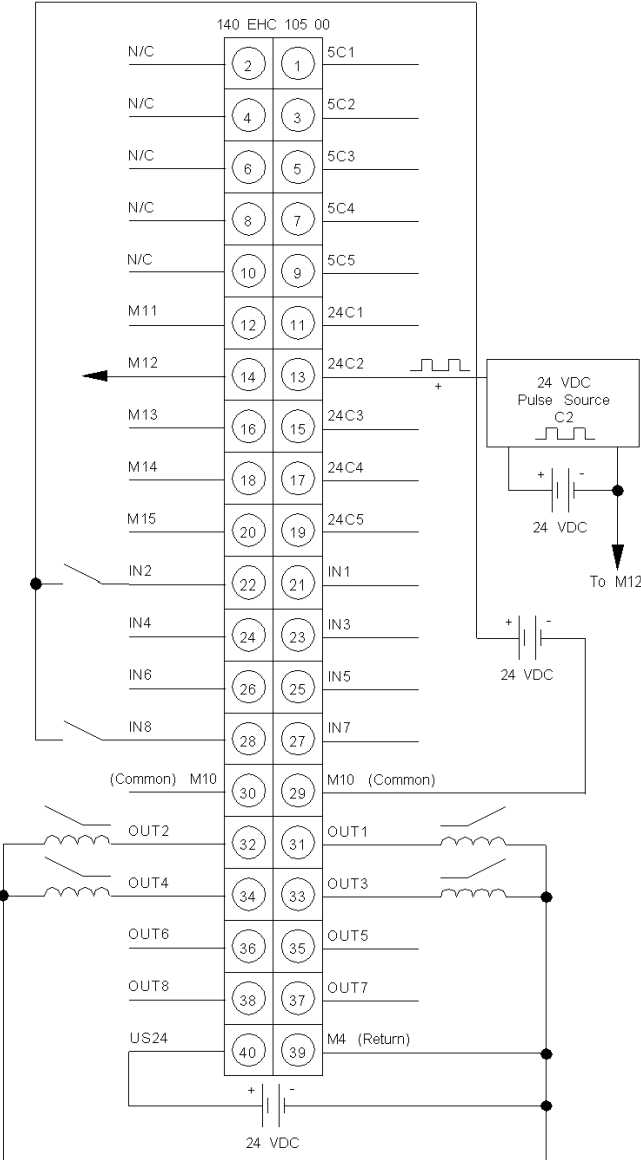 140 EHC 105 00
N/C 2 1 5C1
N/C 4 3 5C2
N/C 6 5 5C3
N/C 8 7 5C4
N/C 10 9 5C5
M11 12 11 24C1
M12 14 13 24C2
+
24 VDC
Pulse Source
C2
M13 16 15 24C3
M14 18 17 24C4
+ -
24 VDC
M15 20 19 24C5
To M12
IN2 22 21 IN1
IN4 24 23 IN3
+ -
24 VDC
IN6 26 25 IN5
IN8 28 27 IN7
(Common) M10 30 29 M10 (Common)
OUT2 32 31 OUT1
OUT4 34 33 OUT3
OUT6 36 35 OUT5
OUT8 38 37 OUT7
US24 40 39 M4 (Return)
+ -
24 VDC